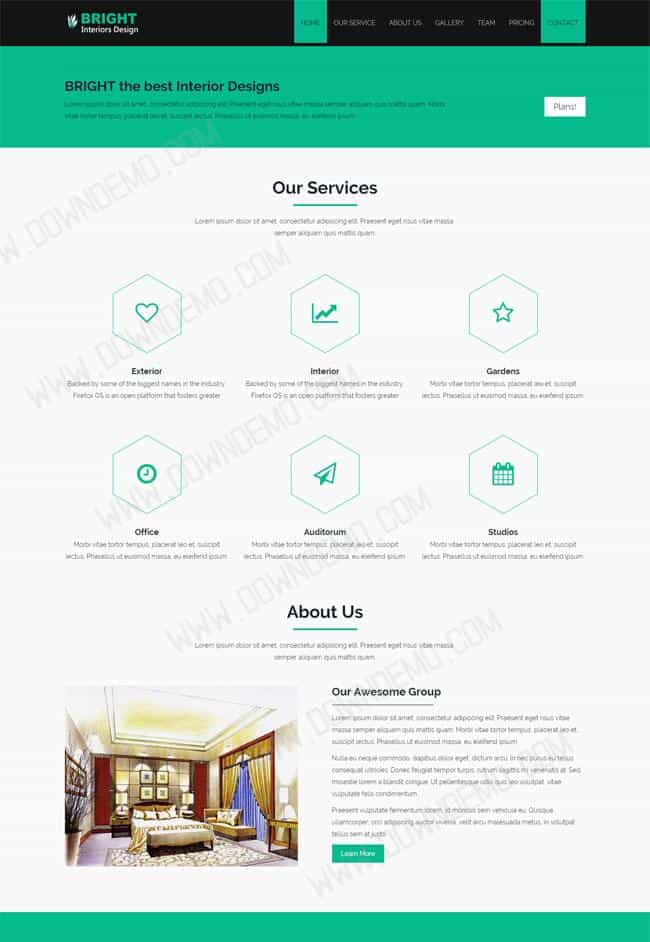 BRIGHT
Interiors Design
HOME OUR SERVICE ABOUT US GALLERY TEAM PRICING CONTACT
BRIGHT the best Interior Designs
Lorem ipsum dolor sit amet, consectetur adipiscing elit. Praesent eget risus vitae massa semper aliquam quis mattis quam. Morbi
vitae tortor tempus, placerat leo et, suscipit lectus. Phasellus ut euismod massa, eu eleifend ipsum.
Plans!
Our Services
Lorem ipsum dolor sit amet, consectetur adipiscing elit. Praesent eget risus vitae massa
semper aliquam quis mattis quam.
Exterior
Backed by some of the biggest names in the industry,
Firefox OS is an open platform that fosters greater
Interior
Backed by some of the biggest names in the industry,
Firefox OS is an open platform that fosters greater
Gardens
Morbi vitae tortor tempus, placerat leo et, suscipit
lectus. Phasellus ut euismod massa, eu eleifend ipsum.
Office
Morbi vitae tortor tempus, placerat leo et, suscipit
lectus. Phasellus ut euismod massa, eu eleifend ipsum.
Auditorum
Morbi vitae tortor tempus, placerat leo et, suscipit
lectus. Phasellus ut euismod massa, eu eleifend ipsum.
Studios
Morbi vitae tortor tempus, placerat leo et, suscipit
lectus. Phasellus ut euismod massa, eu eleifend ipsum.
About Us
Lorem ipsum dolor sit amet, consectetur adipiscing elit. Praesent eget risus vitae massa
semper aliquam quis mattis quam.
Our Awesome Group
Lorem ipsum dolor sit amet, consectetur adipiscing elit. Praesent eget risus vitae massa
semper aliquam quis mattis quam. Morbi vitae tortor tempus, placerat leo et,
suscipit lectus. Phasellus ut euismod massa, eu eleifend ipsum.
Nulla eu neque commodo, dapibus dolor eget, dictum arcu. In nec purus eu tellus
consequat ultricies. Donec feugiat tempor turpis, rutrum sagittis mi venenatis at. Sed
molestie lorem a blandit congue. Ut pellentesque odio quis leo volutpat, vitae
vulputate felis condimentum.
Praesent vulputate fermentum lorem, id rhoncus sem vehicula eu. Quisque
ullamcorper, orci adipiscing auctor viverra, velit arcu malesuada metus, in volutpat
tellus sem at justo.
Learn More
WWW.DOWNDEMO.COM
WWW.DOWNDEMO.COM
WWW.DOWNDEMO.COM
WWW.DOWNDEMO.COM
WWW.DOWNDEMO.COM